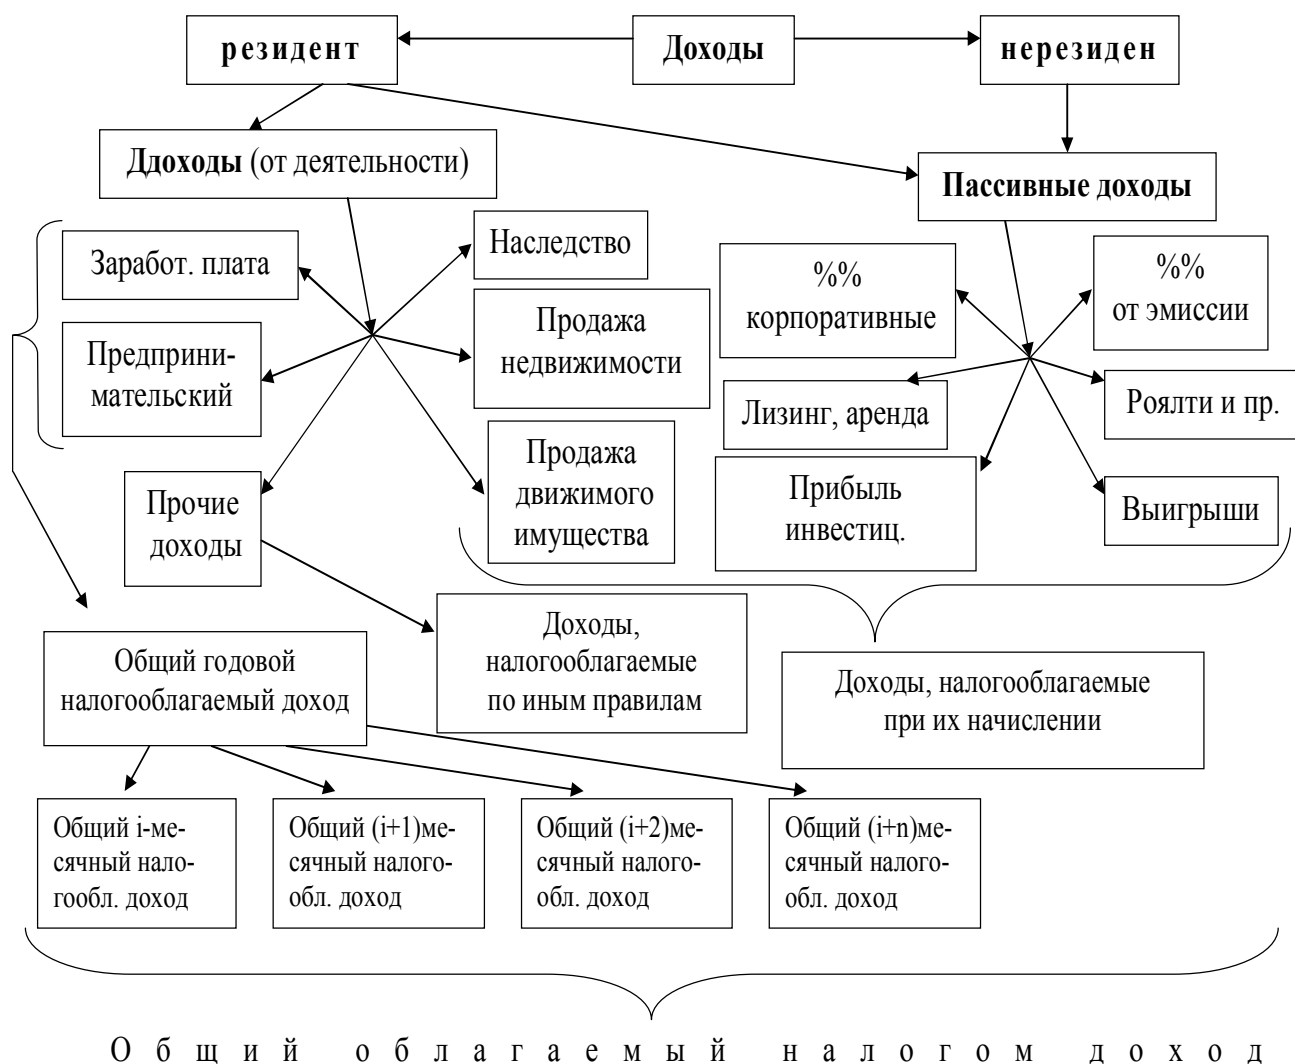 резидент
Доходы
нерезиден
Ддоходы (от деятельности)
Пассивные доходы
Заработ. плата
Наследство
%%
корпоративные
%%
от эмиссии
Предприни-
мательский
Продажа
недвижимости
Лизинг, аренда
Роялти и пр.
Прочие
доходы
Продажа
движимого
имущества
Прибыль
инвестиц.
Выигрыши
Общий годовой
налогооблагаемый доход
Доходы,
налогооблагаемые
по иным правилам
Доходы, налогооблагаемые
при их начислении
Общий i-ме-
сячный нало-
гообл. доход
Общий (i+1)ме-
сячный налого-
обл. доход
Общий (i+2)ме-
сячный налого-
обл. доход
Общий (i+n)ме-
сячный налого-
обл. доход
Общий облагаемый налогом доход